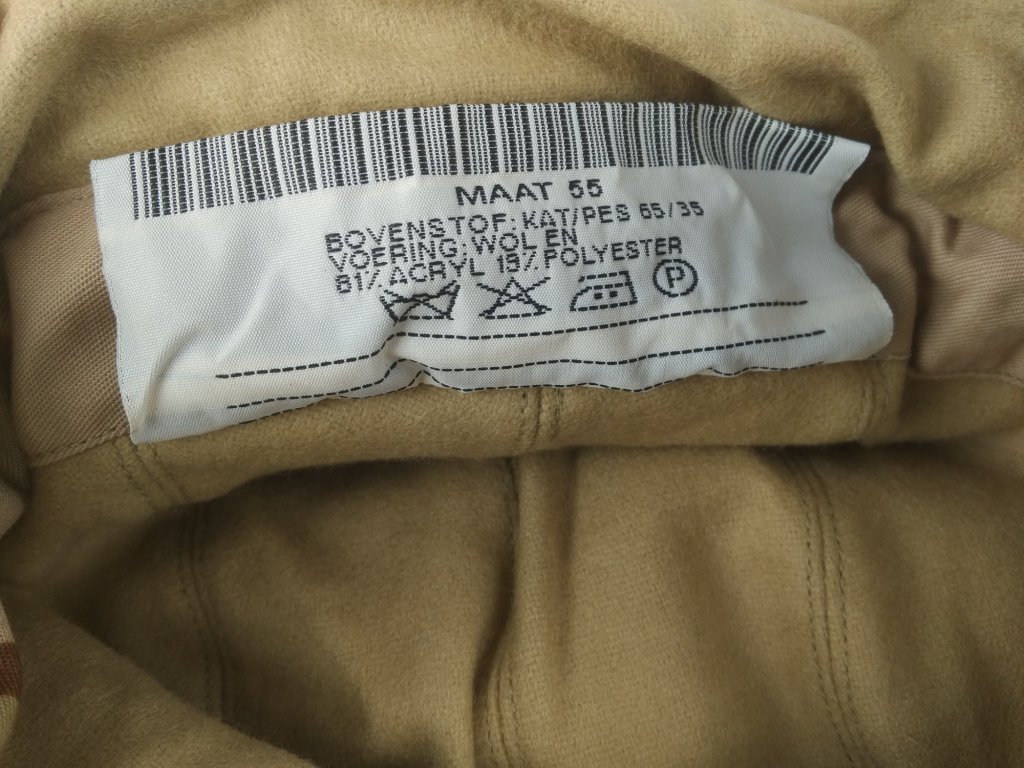 MAAT 55
BOVENSTOF: KAT/PES 65/35
VOERING: WOL EN
81% ACRYL 19% POLYESTER
P